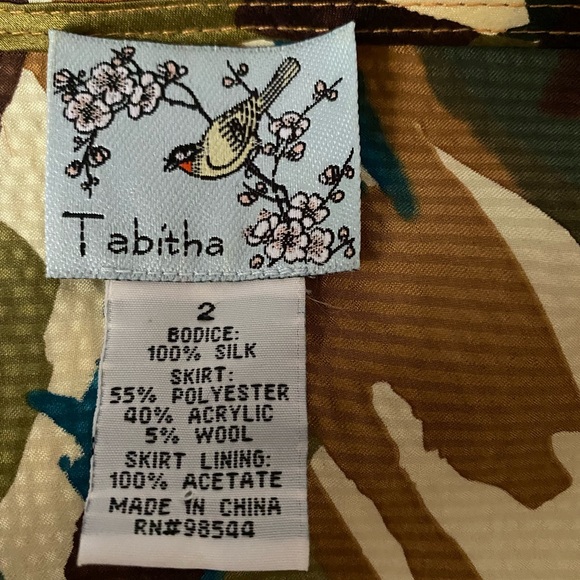 Tabitha
2
BODICE:
100% SILK
SKIRT:
55% POLYESTER
40% ACRYLIC
5% WOOL
SKIRT LINING:
100% ACETATE
MADE IN CHINA
RN#98544